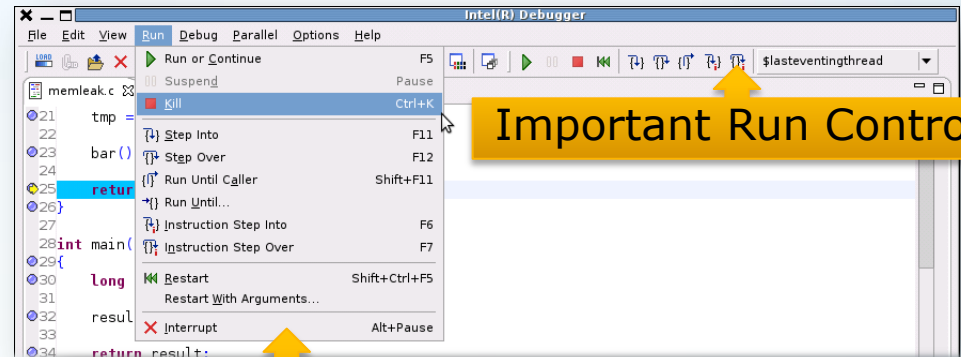 Intel(R) Debugger
File Edit View Run Debug Parallel Options Help
$lasteventingthread
memleak.c
Run or Continue F5
Suspend Pause
Kill Ctrl+K
Step Into F11
Step Over F12
Run Until Caller Shift+F11
Run Until...
Instruction Step Into F6
Instruction Step Over F7
Restart Shift+Ctrl+F5
Restart With Arguments...
Interrupt Alt+Pause
Important Run Contro
21 tmp =
22
23 bar()
24
25 retur
26 }
27
28 int main(
29 {
30 long
31
32 resul
33
34 return result;